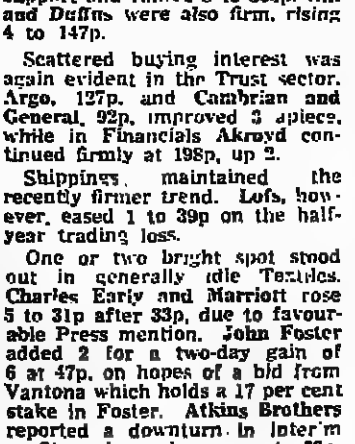 and Duffus were also firm, rising
4 to 147p.
Scattered buying interest was
again evident in the Trust sector.
Argo, 127p, and Cambrian and
General, 92p, improved 3 apiece,
while in Financials Akroyd con-
tinued firmly at 198p, up 2.
Shippings, maintained the
recently firmer trend. Lofs, how-
ever, eased 1 to 39p on the half-
year trading loss.
One or two bright spot stood
out in generally idle Textiles.
Charles Early and Marriott rose
5 to 31p after 33p, due to favour-
able Press mention. John Foster
added 2 for a two-day gain of
6 at 47p, on hopes of a bid from
Vantona which holds a 17 per cent
stake in Foster. Atkins Brothers
reported a downturn in interim